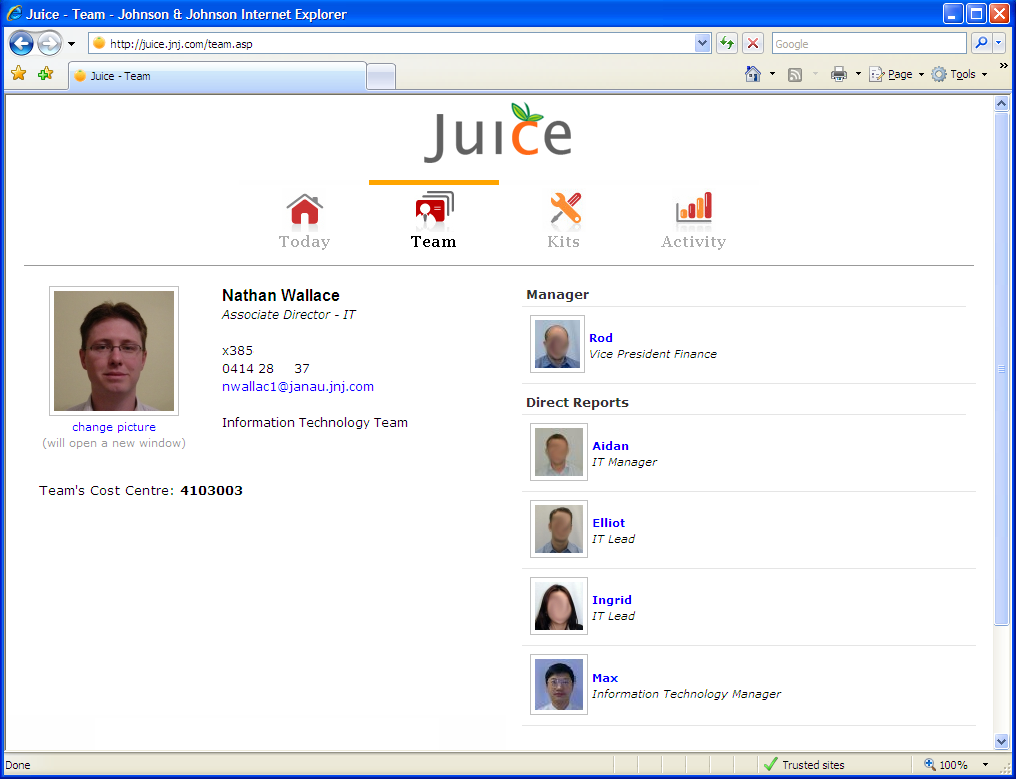 Juice - Team - Johnson & Johnson Internet Explorer
http://juice.jnj.com/team.asp
Google
Juice - Team
Page
Tools
Juice
Today
Team
Kits
Activity
Nathan Wallace
Associate Director - IT
x385
0414 28 37
nwallac1@janau.jnj.com
Information Technology Team
change picture
(will open a new window)
Team's Cost Centre: 4103003
Manager
Rod
Vice President Finance
Direct Reports
Aidan
IT Manager
Elliot
IT Lead
Ingrid
IT Lead
Max
Information Technology Manager
Done
Trusted sites
100%